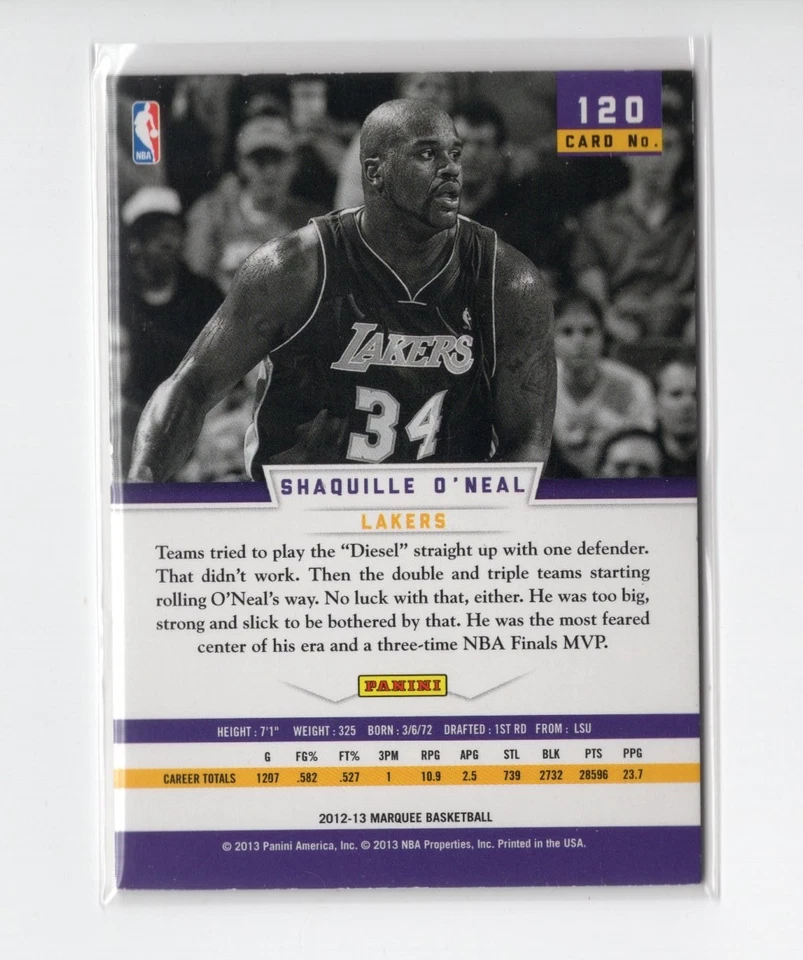 120
CARD No.
NBA
LAKERS
34
SHAQUILLE O'NEAL
LAKERS
Teams tried to play the “Diesel” straight up with one defender.
That didn’t work. Then the double and triple teams starting
rolling O’Neal’s way. No luck with that, either. He was too big,
strong and slick to be bothered by that. He was the most feared
center of his era and a three-time NBA Finals MVP.
PANINI
HEIGHT : 7'1" WEIGHT : 325 BORN : 3/6/72 DRAFTED : 1ST RD FROM : LSU
G FG% FT% 3PM RPG APG STL BLK PTS PPG
CAREER TOTALS 1207 .582 .527 1 10.9 2.5 739 2732 28596 23.7
2012-13 MARQUEE BASKETBALL
© 2013 Panini America, Inc. © 2013 NBA Properties, Inc. Printed in the USA.